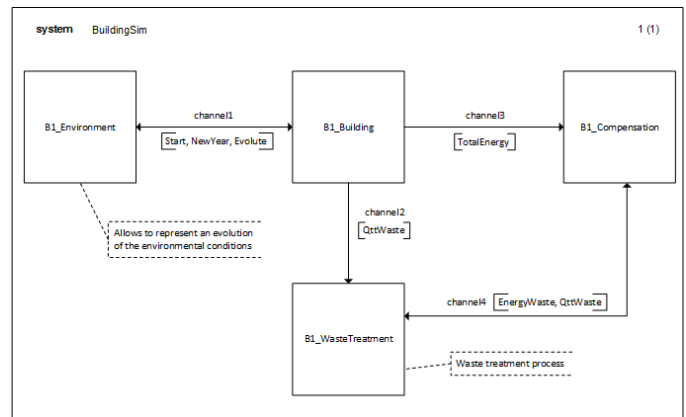 system BuildingSim 1 (1)
channel1
channel3
B1_Environment
B1_Building
B1_Compensation
[Start, NewYear, Evolute]
[TotalEnergy]
channel2
[QttWaste]
Allows to represent an evolution
of the environmental conditions
channel4 [EnergyWaste, QttWaste]
B1_WasteTreatment
Waste treatment process